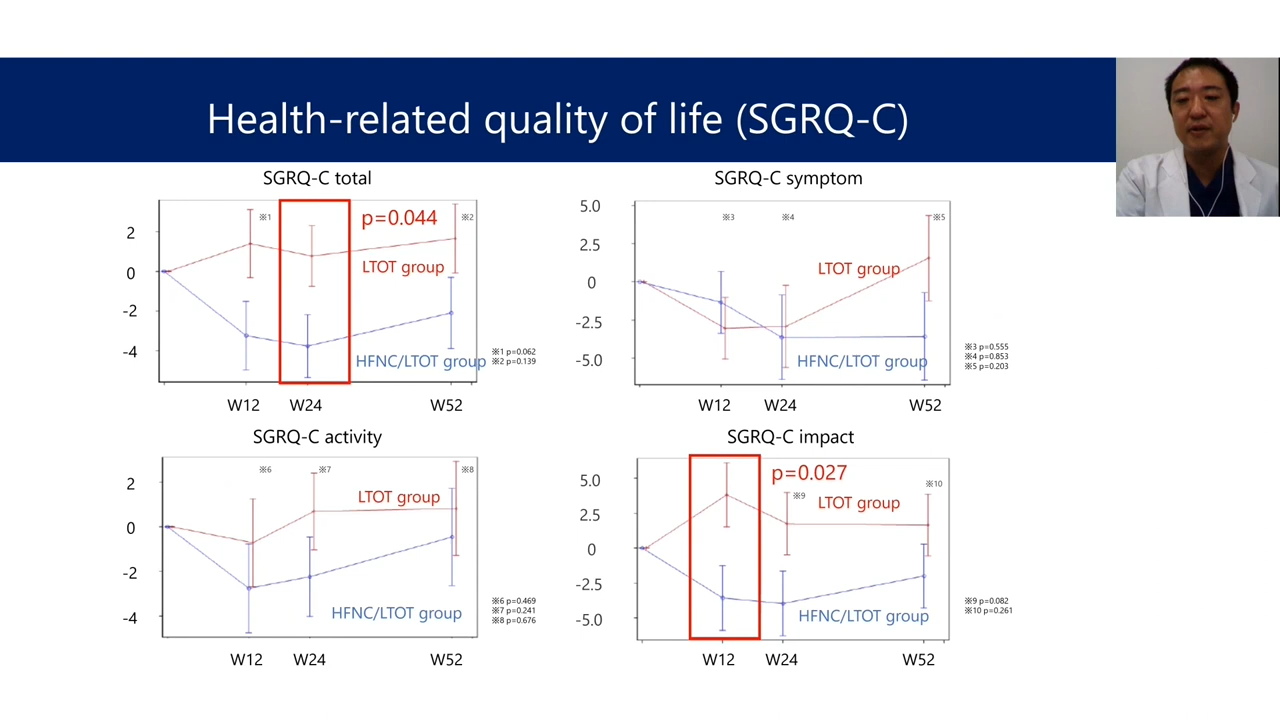 Health-related quality of life (SGRQ-C)
SGRQ-C total
※1
p=0.044
※2
2
LTOT group
0
-2
-4
HFNC/LTOT group
※1 p=0.062
※2 p=0.139
W12 W24 W52
SGRQ-C symptom
5.0
※3 ※4 ※5
2.5
LTOT group
0
-2.5
-5.0
HFNC/LTOT group
※3 p=0.555
※4 p=0.853
※5 p=0.203
W12 W24 W52
SGRQ-C activity
※6 ※7 ※8
2
LTOT group
0
-2
-4
HFNC/LTOT group
※6 p=0.469
※7 p=0.241
※8 p=0.676
W12 W24 W52
SGRQ-C impact
p=0.027
5.0
※10
※9
LTOT group
2.5
0
-2.5
-5.0
HFNC/LTOT group
※9 p=0.082
※10 p=0.261
W12 W24 W52